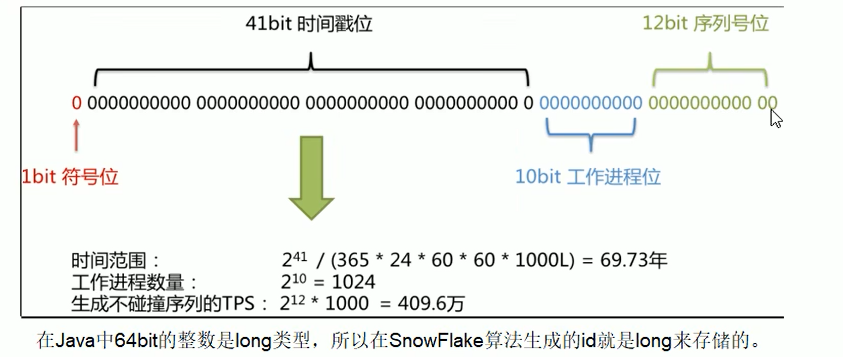 41bit 时间戳位 12bit 序列号位
0 0000000000 0000000000 0000000000 0000000000 0 0000000000 0000000000 00
1bit 符号位 10bit 工作进程位
时间范围： 2⁴¹ / (365 * 24 * 60 * 60 * 1000L) = 69.73年
工作进程数量： 2¹⁰ = 1024
生成不碰撞序列的TPS： 2¹² * 1000 = 409.6万
在Java中64bit的整数是long类型，所以在SnowFlake算法生成的id就是long来存储的。